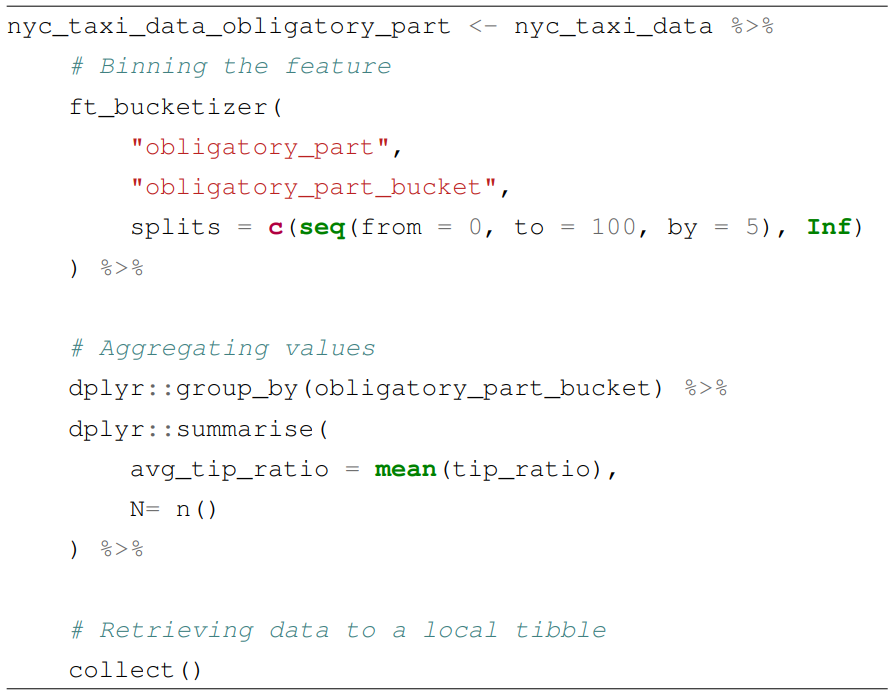 nyc_taxi_data_obligatory_part <- nyc_taxi_data %>%
    # Binning the feature
    ft_bucketizer(
        "obligatory_part",
        "obligatory_part_bucket",
        splits = c(seq(from = 0, to = 100, by = 5), Inf)
    ) %>%

    # Aggregating values
    dplyr::group_by(obligatory_part_bucket) %>%
    dplyr::summarise(
        avg_tip_ratio = mean(tip_ratio),
        N= n()
    ) %>%

    # Retrieving data to a local tibble
    collect()